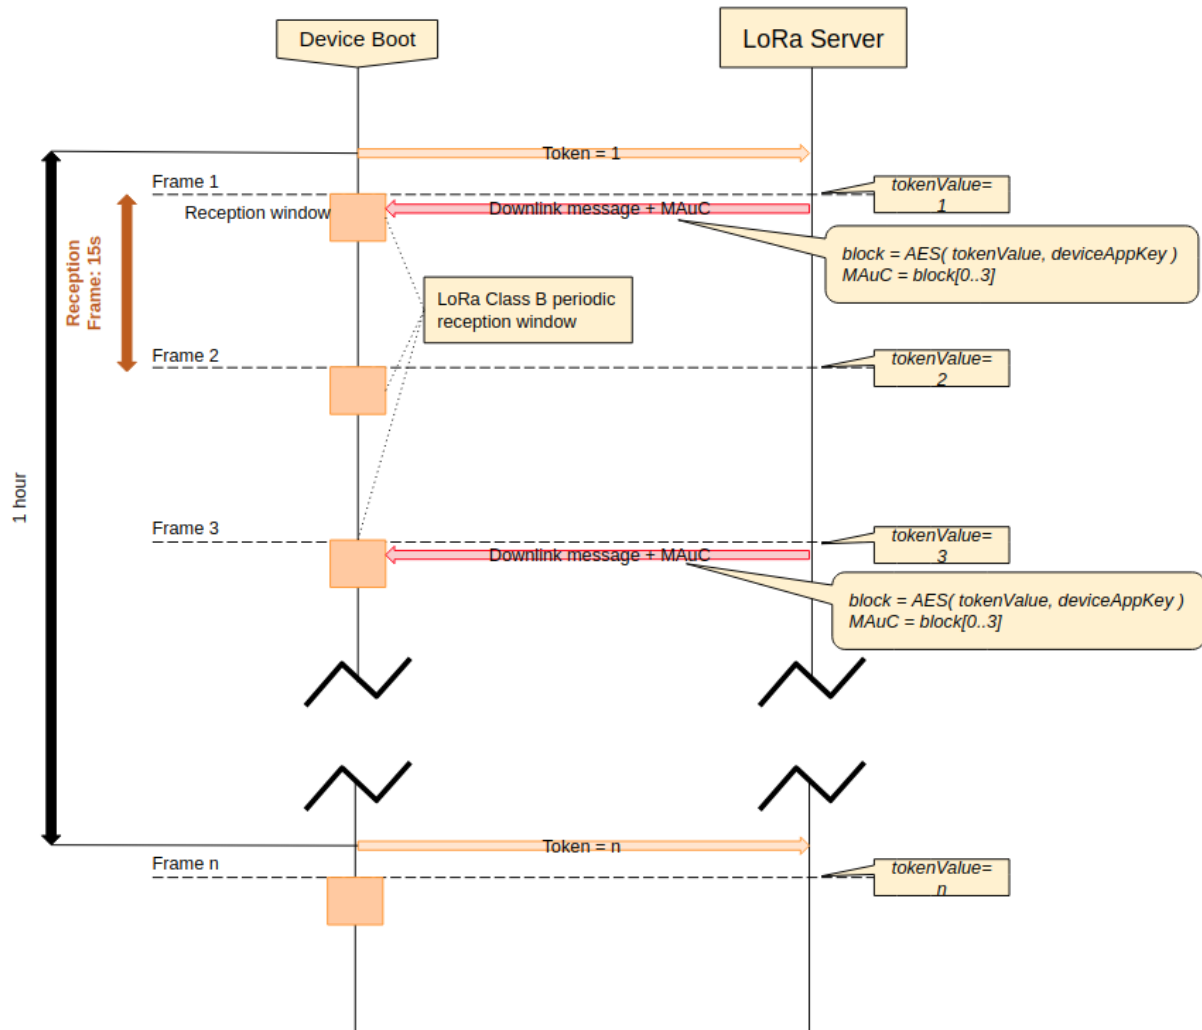 Device Boot
LoRa Server
Token = 1
Frame 1
tokenValue=
1
Reception window
Downlink message + MAuC
block = AES( tokenValue, deviceAppKey )
MAuC = block[0..3]
Reception
Frame: 15s
LoRa Class B periodic
reception window
Frame 2
tokenValue=
2
1 hour
Frame 3
tokenValue=
3
Downlink message + MAuC
block = AES( tokenValue, deviceAppKey )
MAuC = block[0..3]
Token = n
Frame n
tokenValue=
n